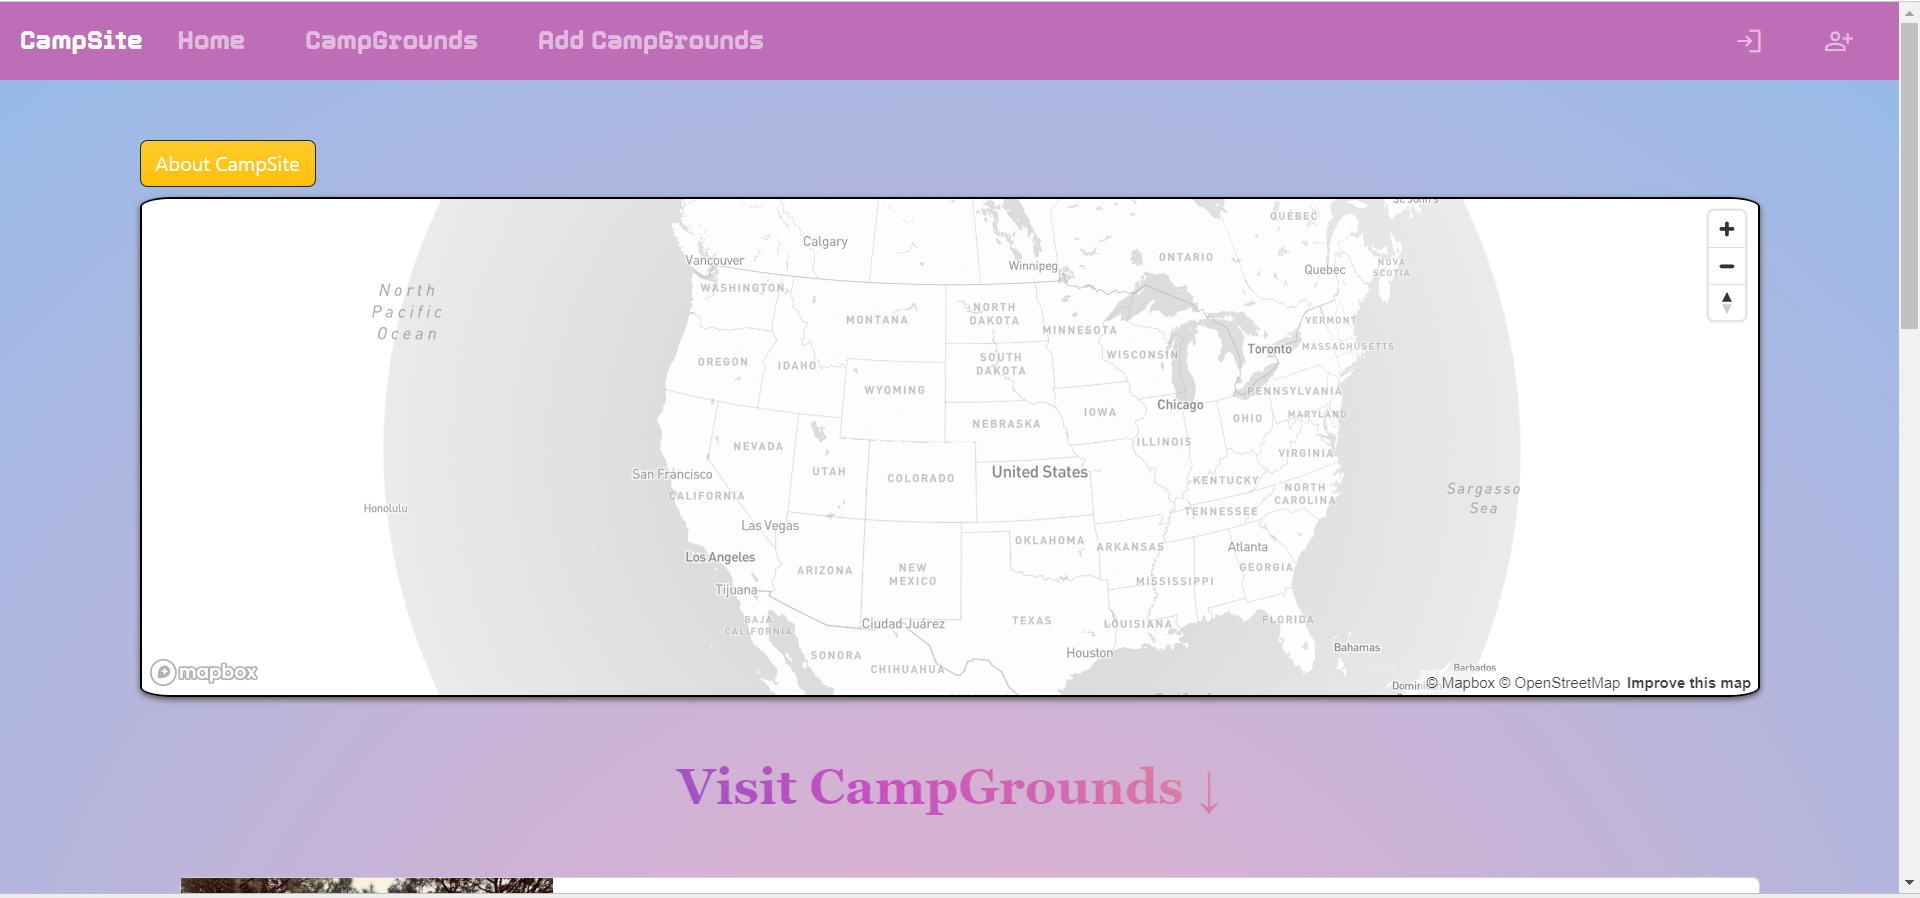 CampSite Home CampGrounds Add CampGrounds
About CampSite
St. John's
QUÉBEC
Calgary
Vancouver
Winnipeg
ONTARIO
Quebec
NOVA
SCOTIA
WASHINGTON
North
Pacific
Ocean
MONTANA
NORTH
DAKOTA
MINNESOTA
VERMONT
OREGON
IDAHO
SOUTH
DAKOTA
WISCONSIN
Toronto
MASSACHUSETTS
WYOMING
PENNSYLVANIA
Chicago
IOWA
OHIO
MARYLAND
NEBRASKA
NEVADA
ILLINOIS
VIRGINIA
San Francisco
UTAH
COLORADO
United States
KENTUCKY
CALIFORNIA
NORTH
CAROLINA
Sargasso
Sea
Honolulu
TENNESSEE
Las Vegas
OKLAHOMA
ARKANSAS
Atlanta
Los Angeles
ARIZONA
NEW
MEXICO
GEORGIA
Tijuana
MISSISSIPPI
BAJA
CALIFORNIA
Ciudad Juárez
TEXAS
LOUISIANA
FLORIDA
SONORA
CHIHUAHUA
Houston
Bahamas
Barbados
mapbox
© Mapbox © OpenStreetMap Improve this map
Visit CampGrounds ↓